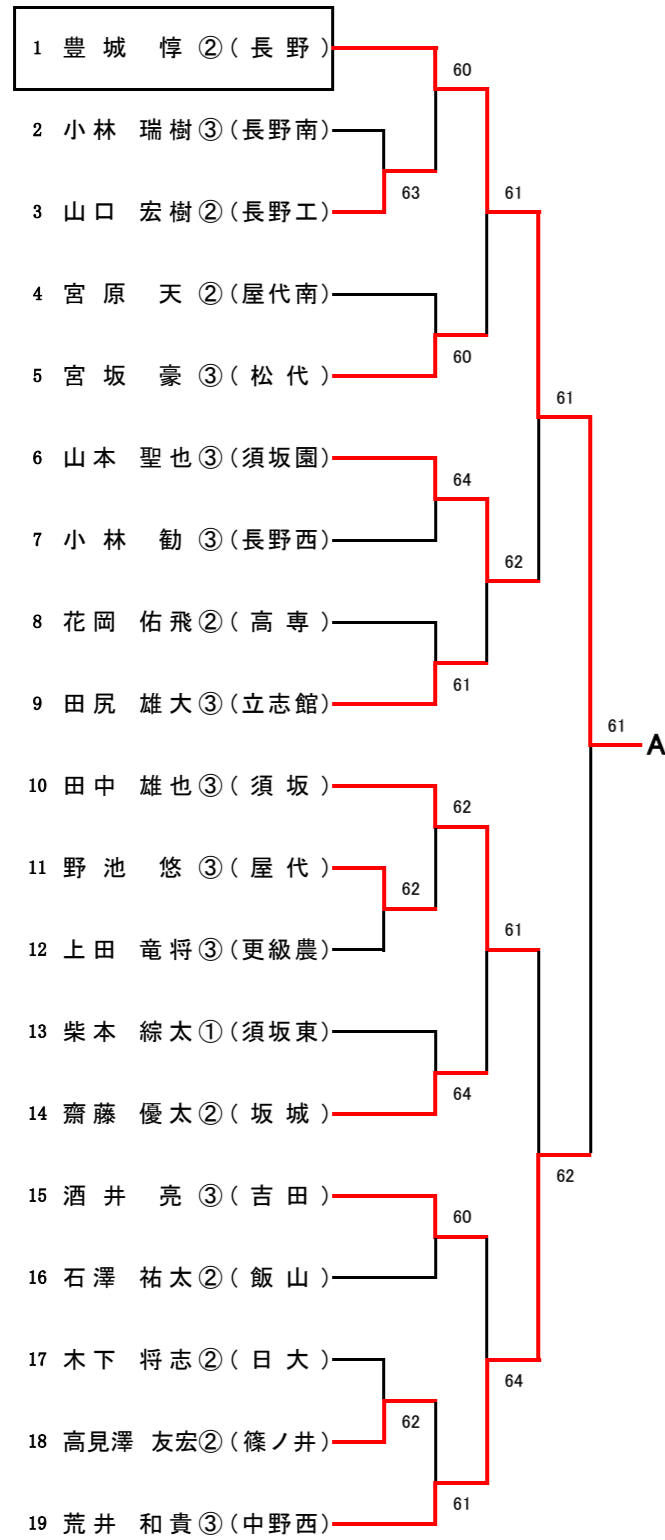 1 豊城 惇②(長野)
60
2 小林 瑞樹③(長野南)
63
61
3 山口 宏樹②(長野工)
4 宮原 天②(屋代南)
60
5 宮坂 豪③(松代)
61
6 山本 聖也③(須坂園)
64
7 小林 勧③(長野西)
62
8 花岡 佑飛②(高専)
61
9 田尻 雄大③(立志館)
61
A
10 田中 雄也③(須坂)
62
11 野池 悠③(屋代)
62
61
12 上田 竜将③(更級農)
13 柴本 綜太①(須坂東)
64
14 齋藤 優太②(坂城)
62
15 酒井 亮③(吉田)
60
16 石澤 祐太②(飯山)
17 木下 将志②(日大)
64
62
18 高見澤 友宏②(篠ノ井)
61
19 荒井 和貴③(中野西)